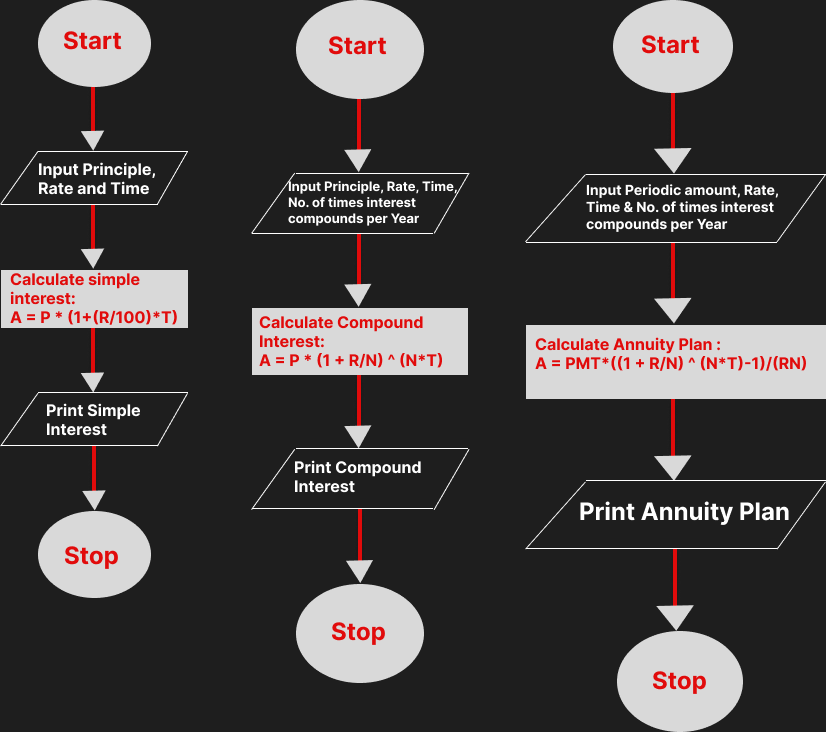 Start
Input Principle,
Rate and Time
Calculate simple
interest:
A = P * (1+(R/100)*T)
Print Simple
Interest
Stop
Start
Input Principle, Rate, Time,
No. of times interest
compounds per Year
Calculate Compound
Interest:
A = P * (1 + R/N) ^ (N*T)
Print Compound
Interest
Stop
Start
Input Periodic amount, Rate,
Time & No. of times interest
compounds per Year
Calculate Annuity Plan :
A = PMT*((1 + R/N) ^ (N*T)-1)/(RN)
Print Annuity Plan
Stop